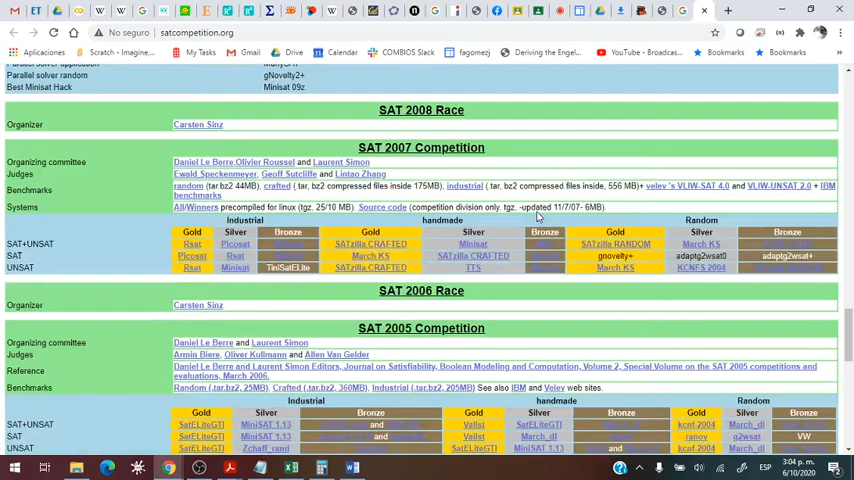 No seguro
satcompetition.org
Aplicaciones
Scratch - Imagine,...
My Tasks
Gmail
Drive
Calendar
COMBIOS Meeting
fagomezj
Deriving the Engel...
YouTube - Broadcas...
Bookmarks
Bookmarks
Parallel solver application
Parallel solver random gNovelty2+
Best Minisat Hack Minisat 09z
SAT 2008 Race
Organizer Carsten Sinz
SAT 2007 Competition
Organizing committee Daniel Le Berre,Olivier Roussel and Laurent Simon
Judges Ewald Speckenmeyer, Geoff Sutcliffe and Lintao Zhang
Benchmarks random (tar.bz2 44MB), crafted (.tar, bz2 compressed files inside 175MB), industrial (.tar, bz2 compressed files inside, 556 MB)+ velev 's VLIW-SAT 4.0 and VLIW-UNSAT 2.0 + IBM
benchmarks
Systems All/Winners precompiled for linux (tgz, 25/10 MB). Source code (competition division only, tgz, -updated 11/7/07- 6MB).
Industrial handmade Random
Gold Silver Bronze Gold Silver Bronze Gold Silver Bronze
SAT+UNSAT Rsat Picosat SATzilla CRAFTED Minisat SATzilla RANDOM March KS
SAT Picosat Rsat March KS SATzilla CRAFTED gnovelty+ adaptg2wsat0 adaptg2wsat+
UNSAT Rsat Minisat TiniSatELite SATzilla CRAFTED TTS March KS KCNFS 2004
SAT 2006 Race
Organizer Carsten Sinz
SAT 2005 Competition
Organizing committee Daniel Le Berre and Laurent Simon
Judges Armin Biere, Oliver Kullmann and Allen Van Gelder
Reference Daniel Le Berre and Laurent Simon Editors, Journal on Satisfiability, Boolean Modeling and Computation, Volume 2, Special Volume on the SAT 2005 competitions and
evaluations, March 2006.
Benchmarks Random (.tar.bz2, 25MB), Crafted (.tar.bz2, 360MB), Industrial (.tar.bz2, 205MB) See also IBM and Velev web sites.
Industrial handmade Random
Gold Silver Bronze Gold Silver Bronze Gold Silver Bronze
SAT+UNSAT SatELiteGTI MiniSAT 1.13 and Vallst SatELiteGTI kcnf-2004 March_dl
SAT SatELiteGTI MiniSAT 1.13 and Vallst March_dl ranov g2wsat VW
UNSAT SatELiteGTI Zchaff_rand SatELiteGTI MiniSAT 1.13 and kcnf-2004 March_dl
ESP
3:04 p. m.
6/10/2020